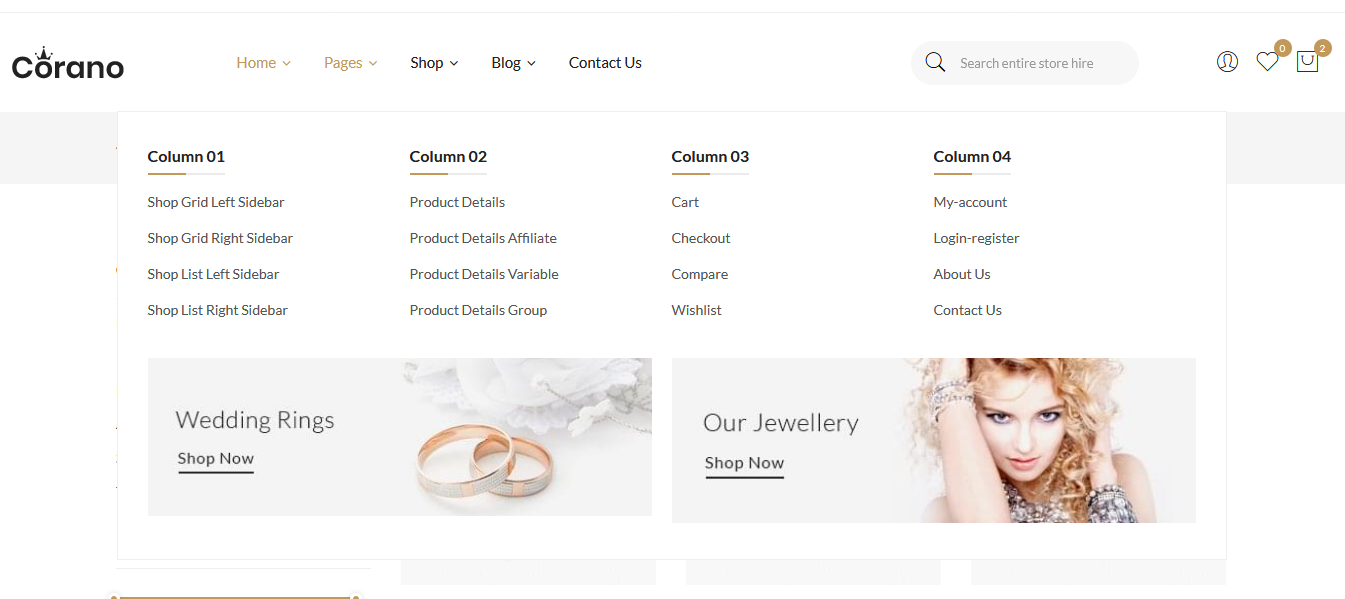 Corano
Home Pages Shop Blog Contact Us
Search entire store hire
0
2
Column 01
Shop Grid Left Sidebar
Shop Grid Right Sidebar
Shop List Left Sidebar
Shop List Right Sidebar
Column 02
Product Details
Product Details Affiliate
Product Details Variable
Product Details Group
Column 03
Cart
Checkout
Compare
Wishlist
Column 04
My-account
Login-register
About Us
Contact Us
Wedding Rings
Shop Now
Our Jewellery
Shop Now